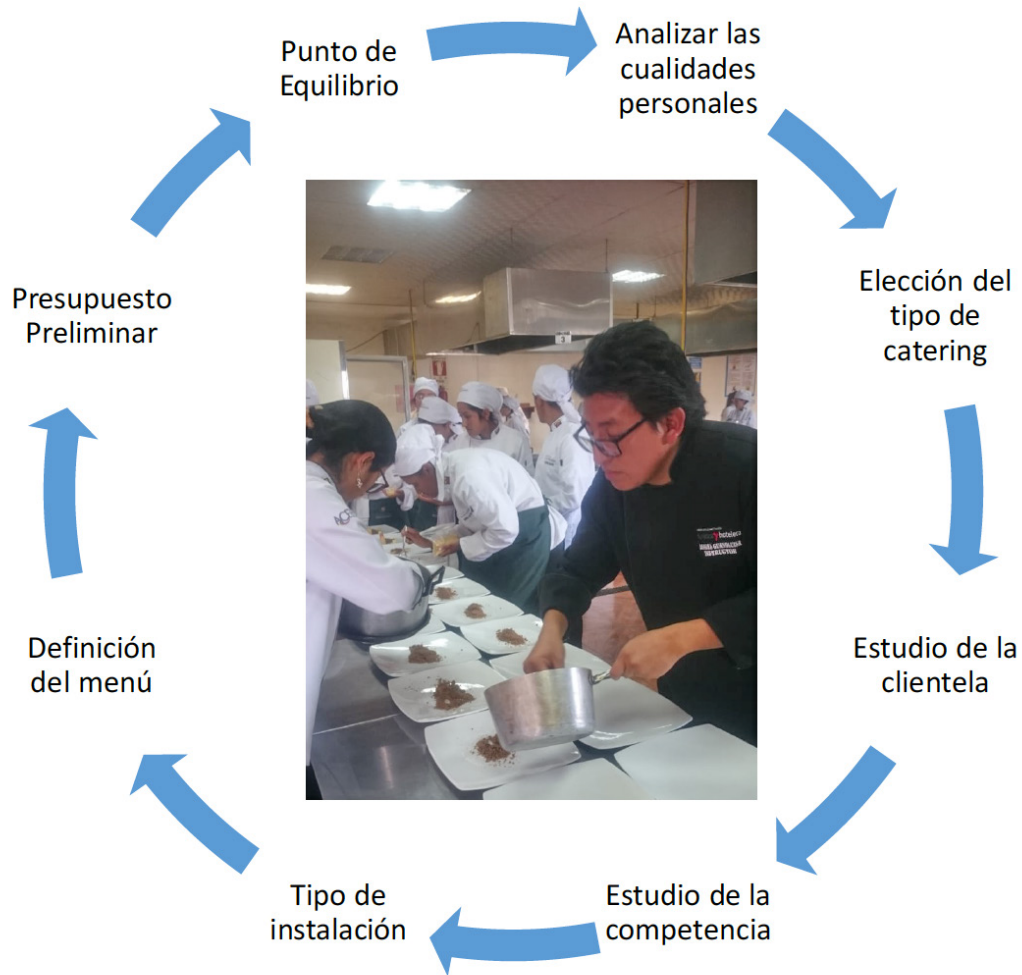 Punto de
Equilibrio
Analizar las
cualidades
personales
Elección del
tipo de
catering
Estudio de la
clientela
Estudio de la
competencia
Tipo de
instalación
Definición
del menú
Presupuesto
Preliminar
3